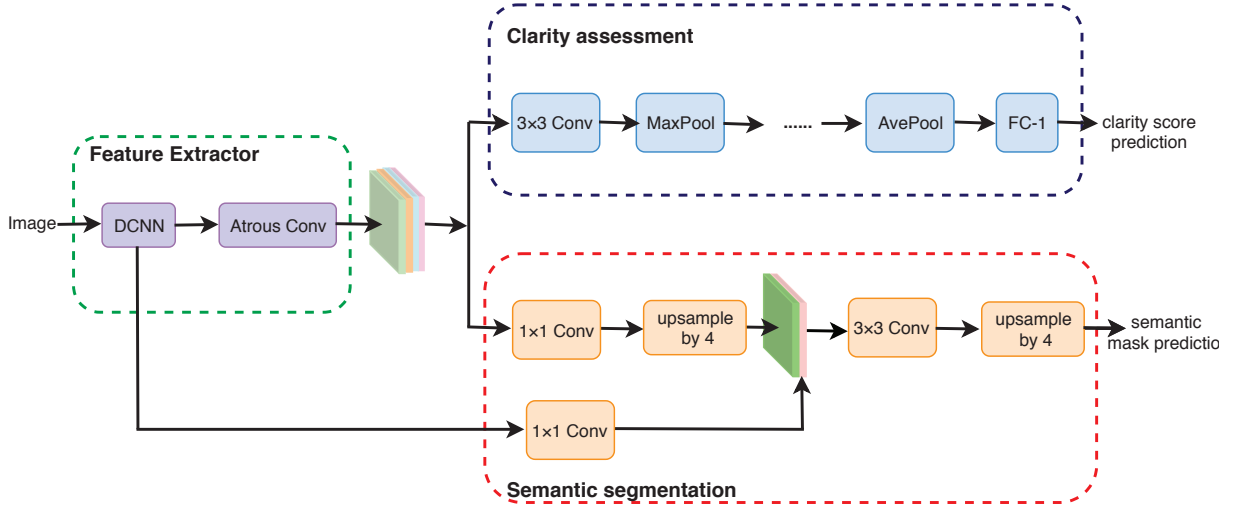 Clarity assessment
3×3 Conv
MaxPool
......
AvePool
FC-1
clarity score
prediction
Feature Extractor
Image
DCNN
Atrous Conv
1×1 Conv
upsample
by 4
3×3 Conv
upsample
by 4
semantic
mask predictio
1×1 Conv
Semantic segmentation